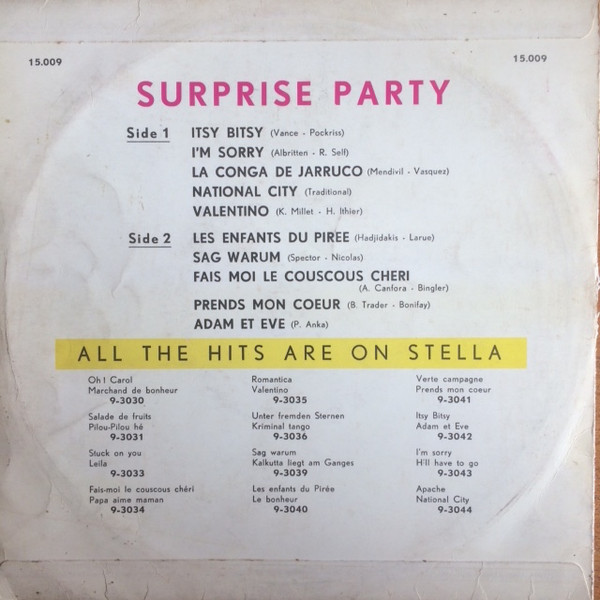 15.009
15.009
SURPRISE PARTY
Side 1 ITSY BITSY (Vance - Pockriss)
I'M SORRY (Albritten - R. Self)
LA CONGA DE JARRUCO (Mendivil - Vasquez)
NATIONAL CITY (Traditional)
VALENTINO (K. Millet - H. Ithier)
Side 2 LES ENFANTS DU PIREE (Hadjidakis - Larue)
SAG WARUM (Spector - Nicolas)
FAIS MOI LE COUSCOUS CHERI
(A. Canfora - Bingler)
PRENDS MON COEUR (B. Trader - Bonifay)
ADAM ET EVE (P. Anka)
ALL THE HITS ARE ON STELLA
Oh ! Carol
Marchand de bonheur
9-3030
Salade de fruits
Pilou-Pilou hê
9-3031
Stuck on you
Leila
9-3033
Fais-moi le couscous chéri
Papa aime maman
9-3034
Romantica
Valentino
9-3035
Unter fremden Sternen
Kriminal tango
9-3036
Sag warum
Kalkutta liegt am Ganges
9-3039
Les enfants du Pirée
Le bonheur
9-3040
Verte campagne
Prends mon coeur
9-3041
Itsy Bitsy
Adam et Eve
9-3042
I'm sorry
H'll have to go
9-3043
Apache
National City
9-3044